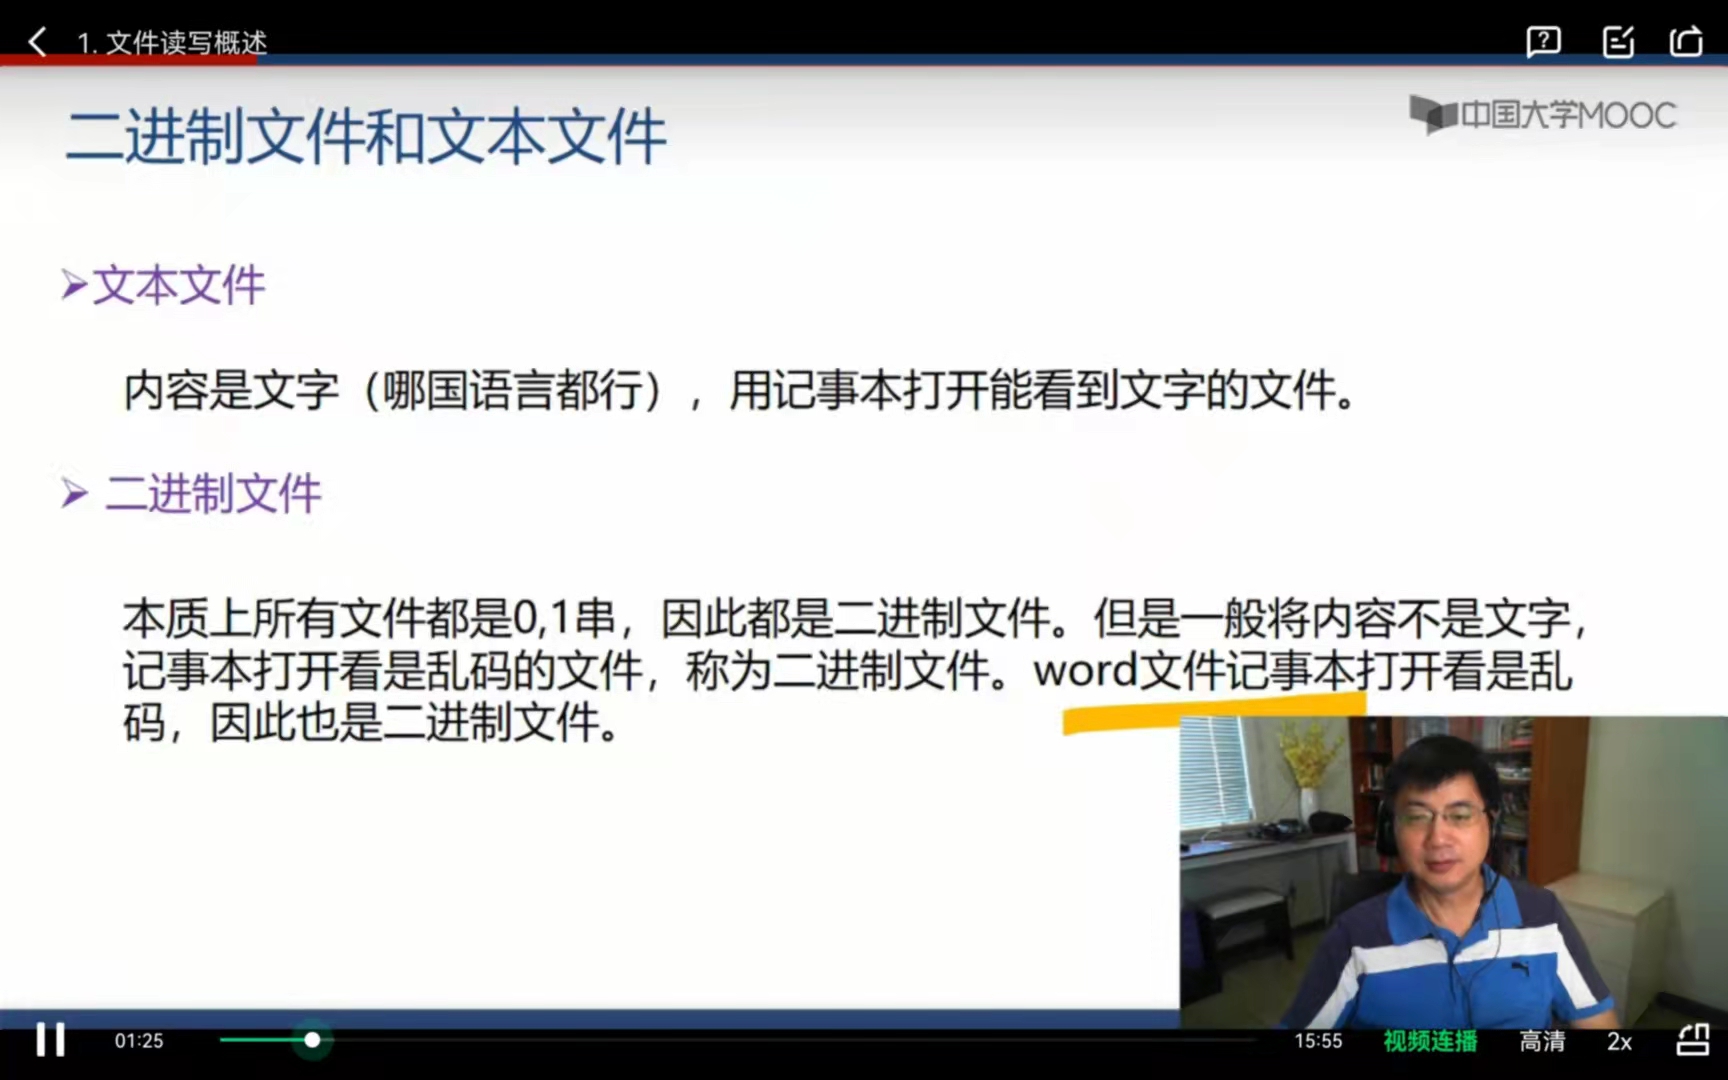 1. 文件读写概述
二进制文件和文本文件
中国大学MOOC
文本文件
内容是文字（哪国语言都行），用记事本打开能看到文字的文件。
二进制文件
本质上所有文件都是0,1串，因此都是二进制文件。但是一般将内容不是文字，
记事本打开看是乱码的文件，称为二进制文件。word文件记事本打开看是乱
码，因此也是二进制文件。
01:25
15:55
视频连播
高清
2x